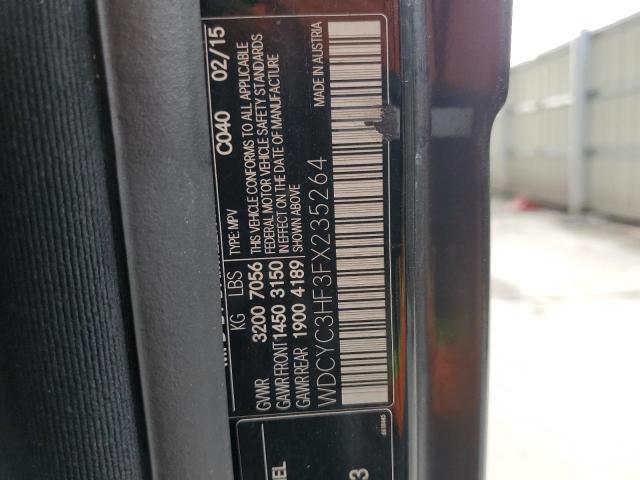 C040 02/15
KG LBS TYPE: MPV
GVWR 3200 7056 THIS VEHICLE CONFORMS TO ALL APPLICABLE
FEDERAL MOTOR VEHICLE SAFETY STANDARDS
GAWR FRONT 1450 3150 IN EFFECT ON THE DATE OF MANUFACTURE
GAWR REAR 1900 4189 SHOWN ABOVE MADE IN AUSTRIA
WDCYC3HF3FX235264